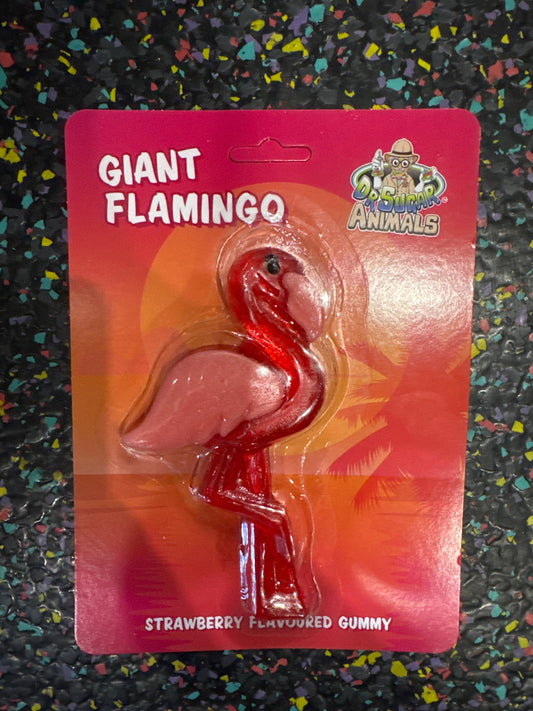 GIANT
FLAMINGO
DR SUGAR
ANIMALS
STRAWBERRY FLAVOURED GUMMY